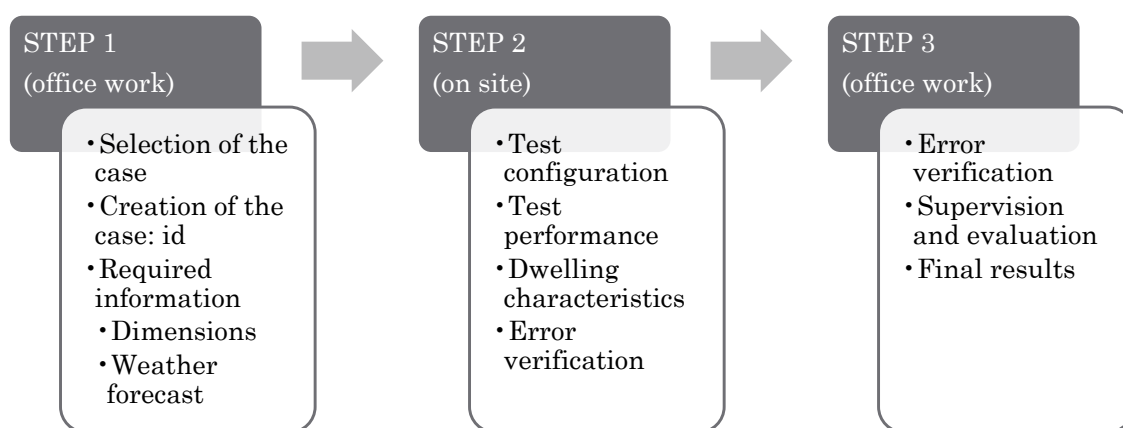 STEP 1
(office work)
•Selection of the
case
•Creation of the
case: id
•Required
information
•Dimensions
•Weather
forecast
STEP 2
(on site)
•Test
configuration
•Test
performance
•Dwelling
characteristics
•Error
verification
STEP 3
(office work)
•Error
verification
•Supervision
and evaluation
•Final results